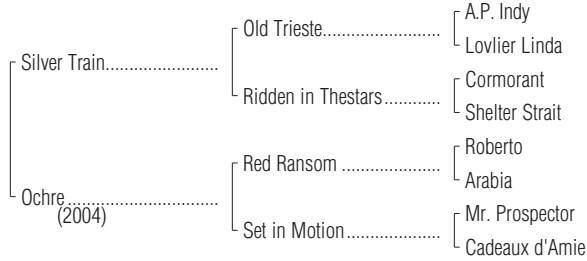 A.P. Indy
Old Trieste
Lovlier Linda
Silver Train
Cormorant
Ridden in Thestars
Shelter Strait
Roberto
Red Ransom
Arabia
Ochre
(2004)
Mr. Prospector
Set in Motion
Cadeaux d'Amie